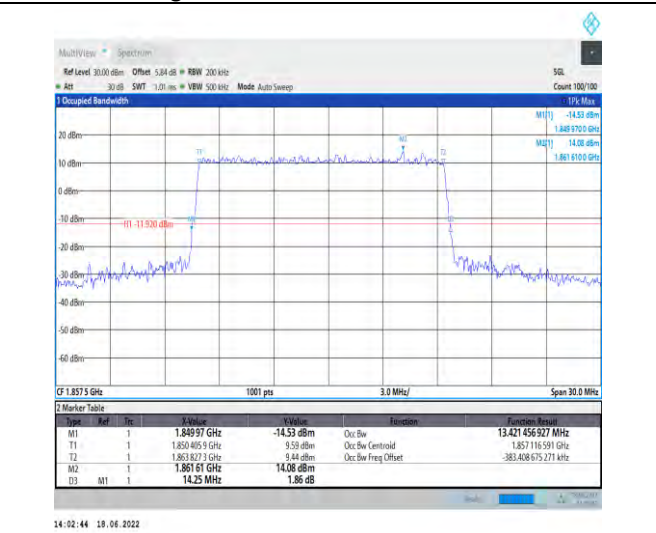 MultiView Spectrum
Ref Level 30.00 dBm Offset 5.84 dB RBW 200 kHz SGL
Att 30 dB SWT 1.01 ms VBW 500 kHz Mode Auto Sweep Count 100/100
1 Occupied Bandwidth 1Pk Max
M1[1] -14.53 dBm
1.849 970 0 GHz
20 dBm M2[1] 14.08 dBm
1.861 610 0 GHz
M2
T1 T2
10 dBm
0 dBm
-10 dBm
H1 -11.920 dBm
-20 dBm
-30 dBm
-40 dBm
-50 dBm
-60 dBm
CF 1.857 5 GHz 1001 pts 3.0 MHz/ Span 30.0 MHz
2 Marker Table
Type Ref Trc X-Value Y-Value Function Function Result
M1 1 1.849 97 GHz -14.53 dBm Occ Bw 13.421 456 927 MHz
T1 1 1.850 405 9 GHz 9.59 dBm Occ Bw Centroid 1.857 116 591 GHz
T2 1 1.863 827 3 GHz 9.44 dBm Occ Bw Freq Offset -383.408 675 271 kHz
M2 1 1.861 61 GHz 14.08 dBm
D3 M1 1 14.25 MHz 1.86 dB
14:02:44 18.06.2022